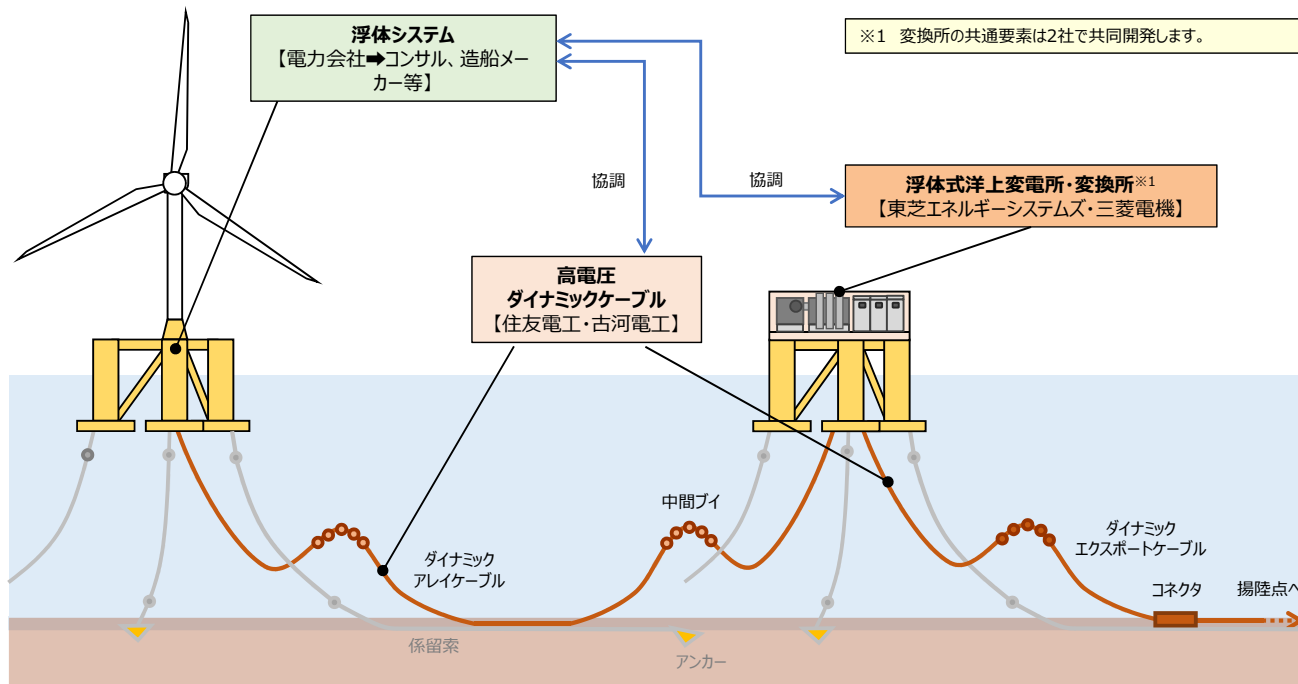 浮体システム
【電力会社➡コンサル、造船メー
カー等】
※1 変換所の共通要素は2社で共同開発します。
協調
協調
浮体式洋上変電所・変換所※1
【東芝エネルギーシステムズ・三菱電機】
高電圧
ダイナミックケーブル
【住友電工・古河電工】
中間ブイ
ダイナミック
アレイケーブル
ダイナミック
エクスポートケーブル
コネクタ
揚陸点へ
係留索
アンカー